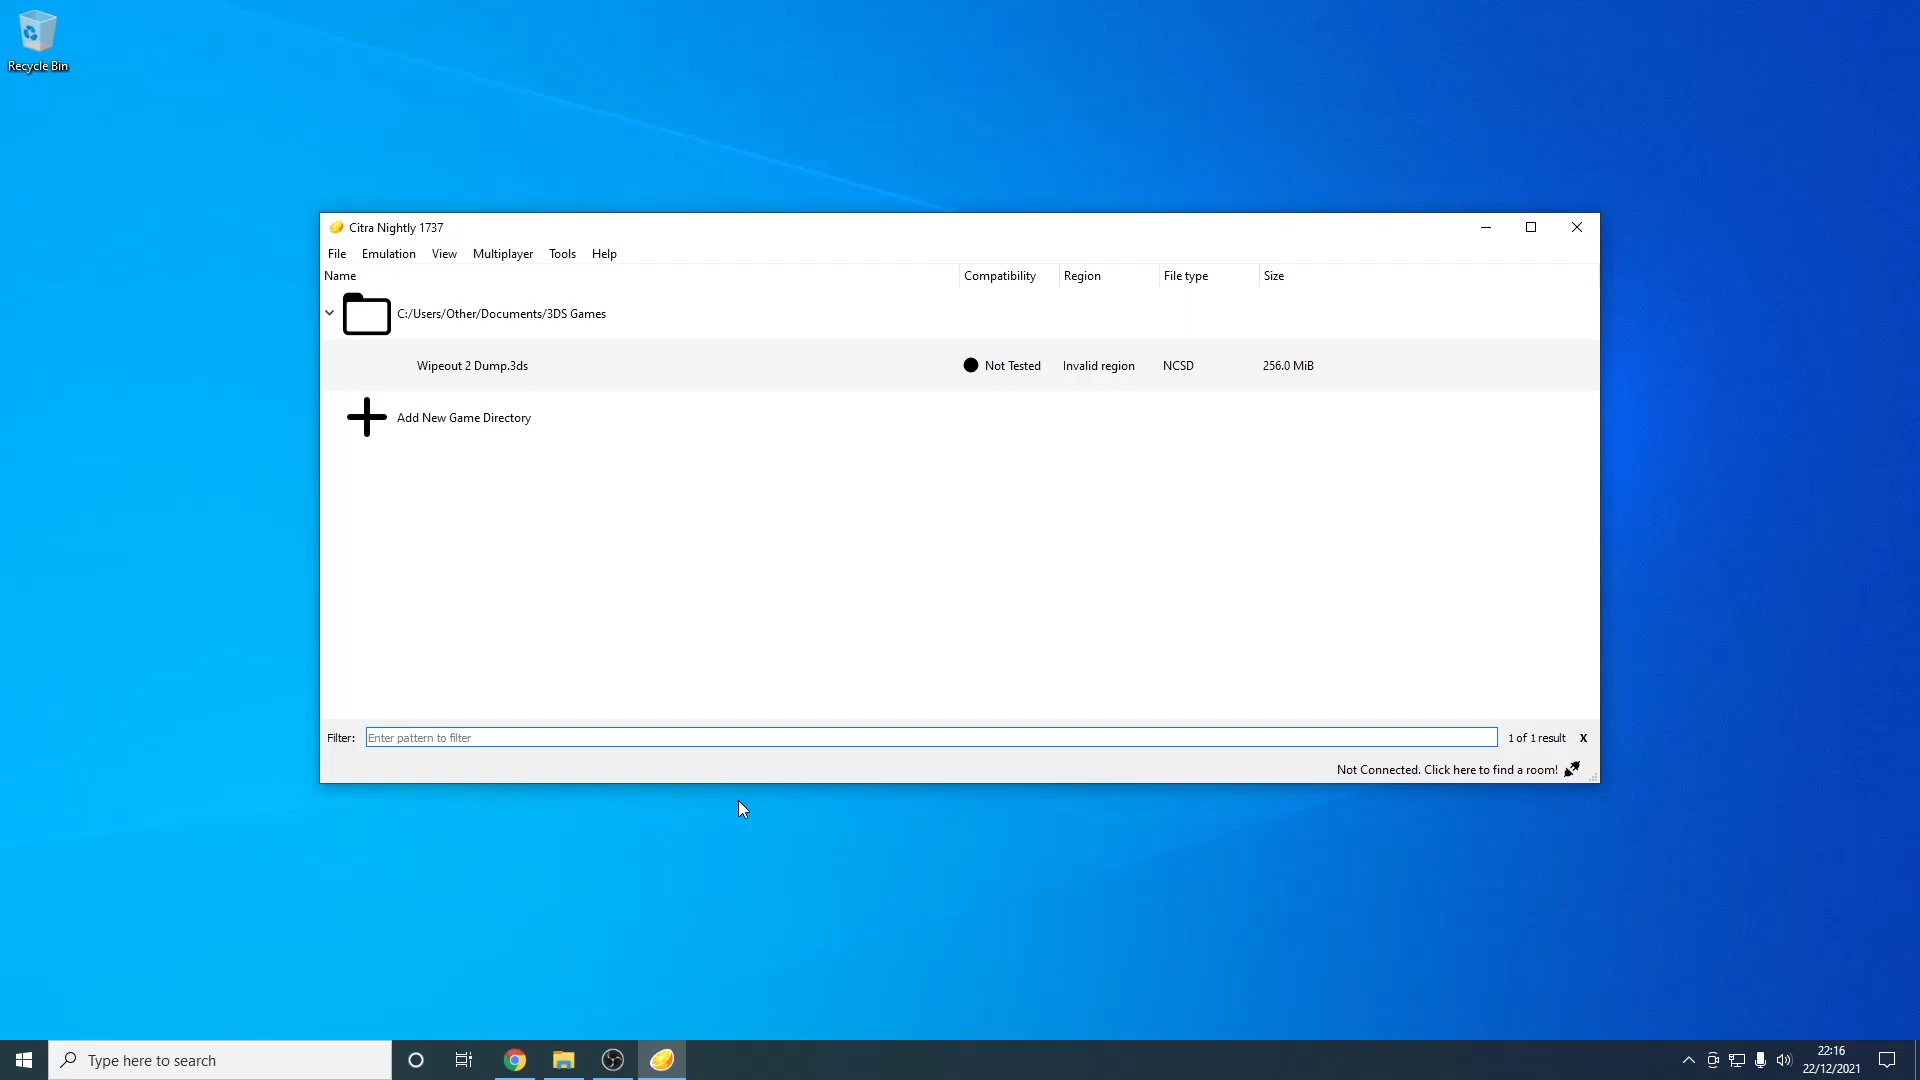 Recycle Bin
Citra Nightly 1737
File Emulation View Multiplayer Tools Help
Name Compatibility Region File type Size
C:/Users/Other/Documents/3DS Games
Wipeout 2 Dump.3ds Not Tested Invalid region NCSD 256.0 MiB
Add New Game Directory
Filter: Enter pattern to filter 1 of 1 result X
Not Connected. Click here to find a room!
Type here to search
22:16
22/12/2021